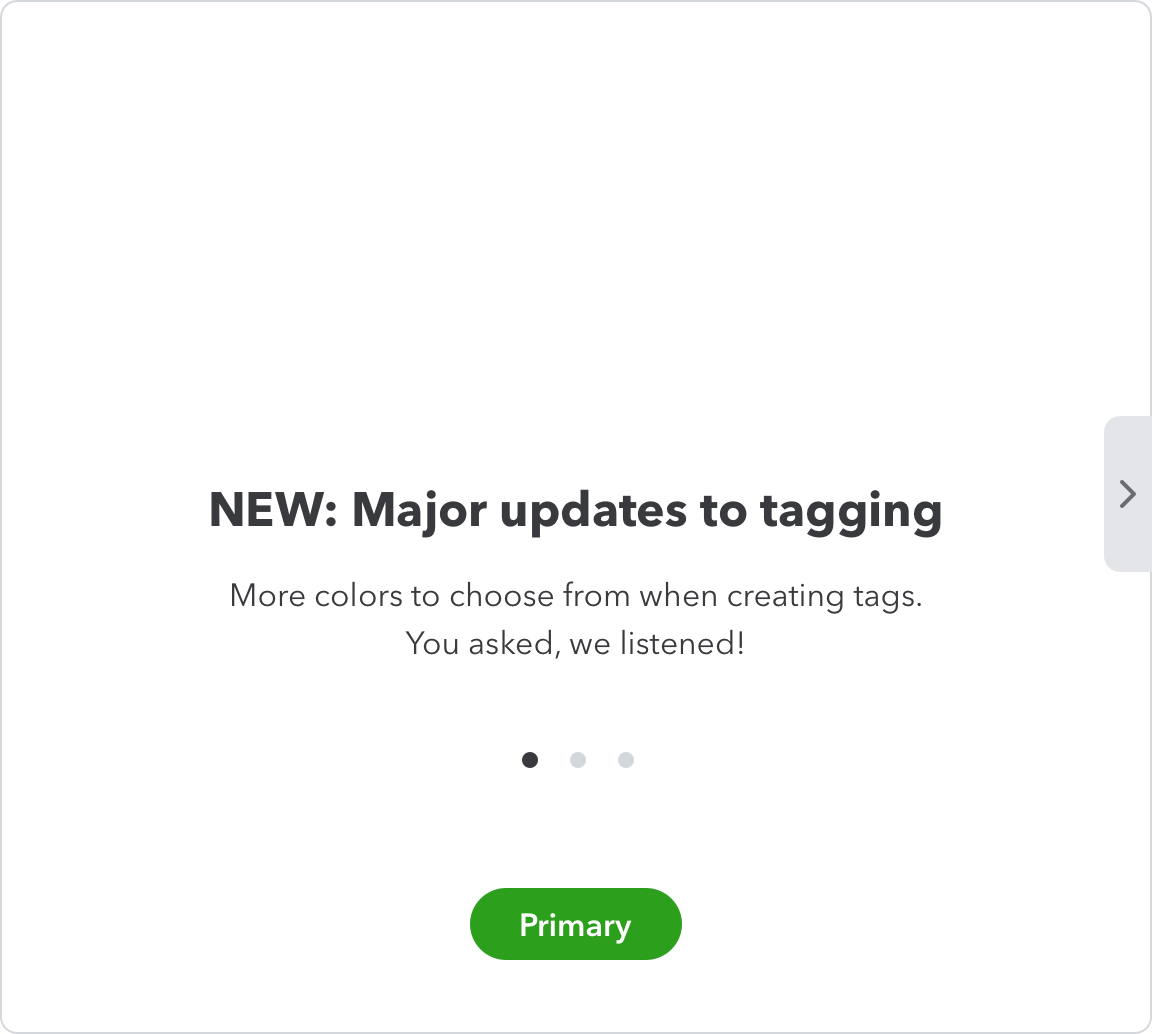 NEW: Major updates to tagging
More colors to choose from when creating tags.
You asked, we listened!
Primary